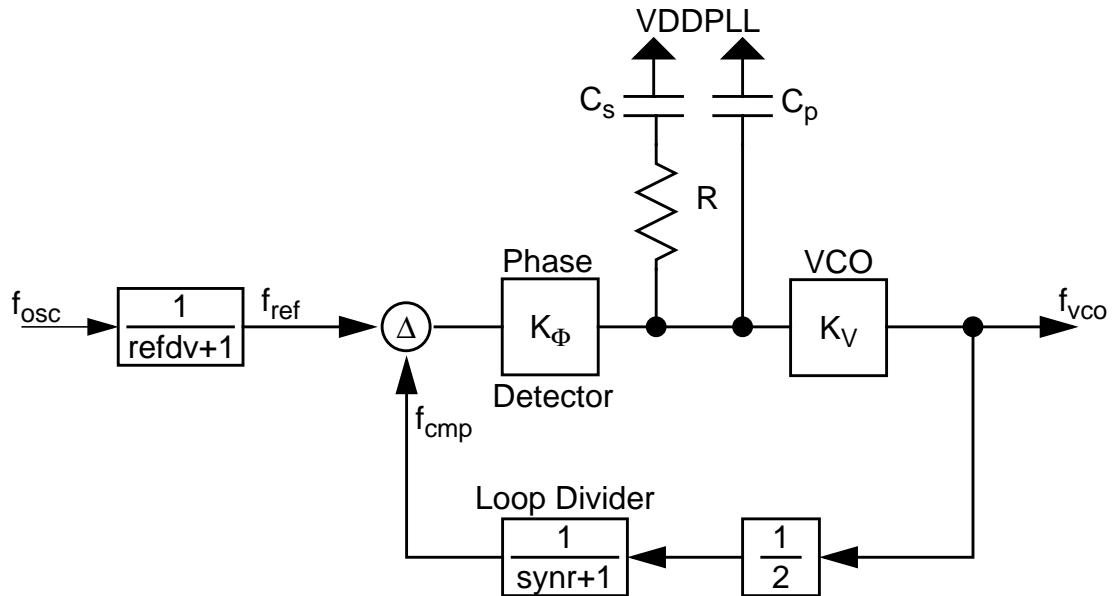 VDDPLL
Cs
Cp
R
Phase
VCO
fosc
1
refdv+1
fref
Δ
KΦ
KV
fvco
Detector
fcmp
Loop Divider
1
synr+1
1
2